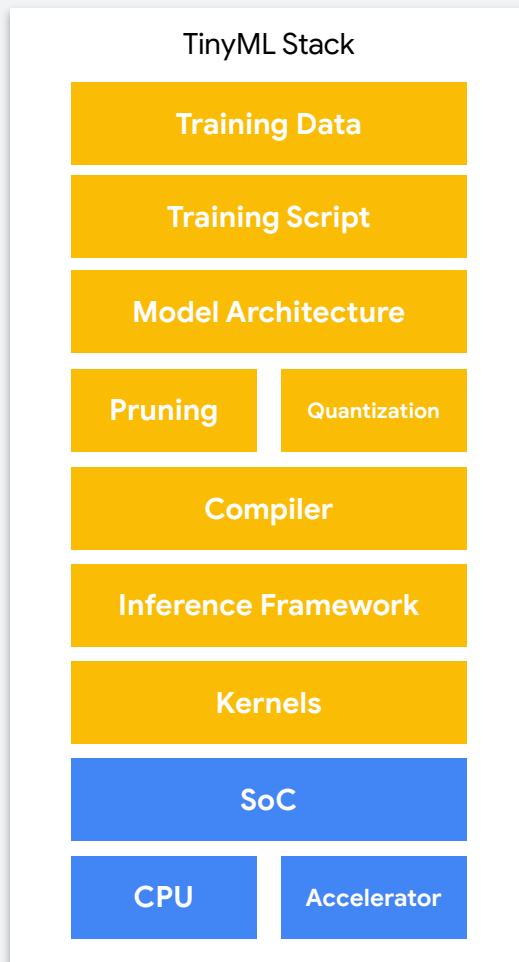 TinyML Stack
Training Data
Training Script
Model Architecture
Pruning
Quantization
Compiler
Inference Framework
Kernels
SoC
CPU
Accelerator